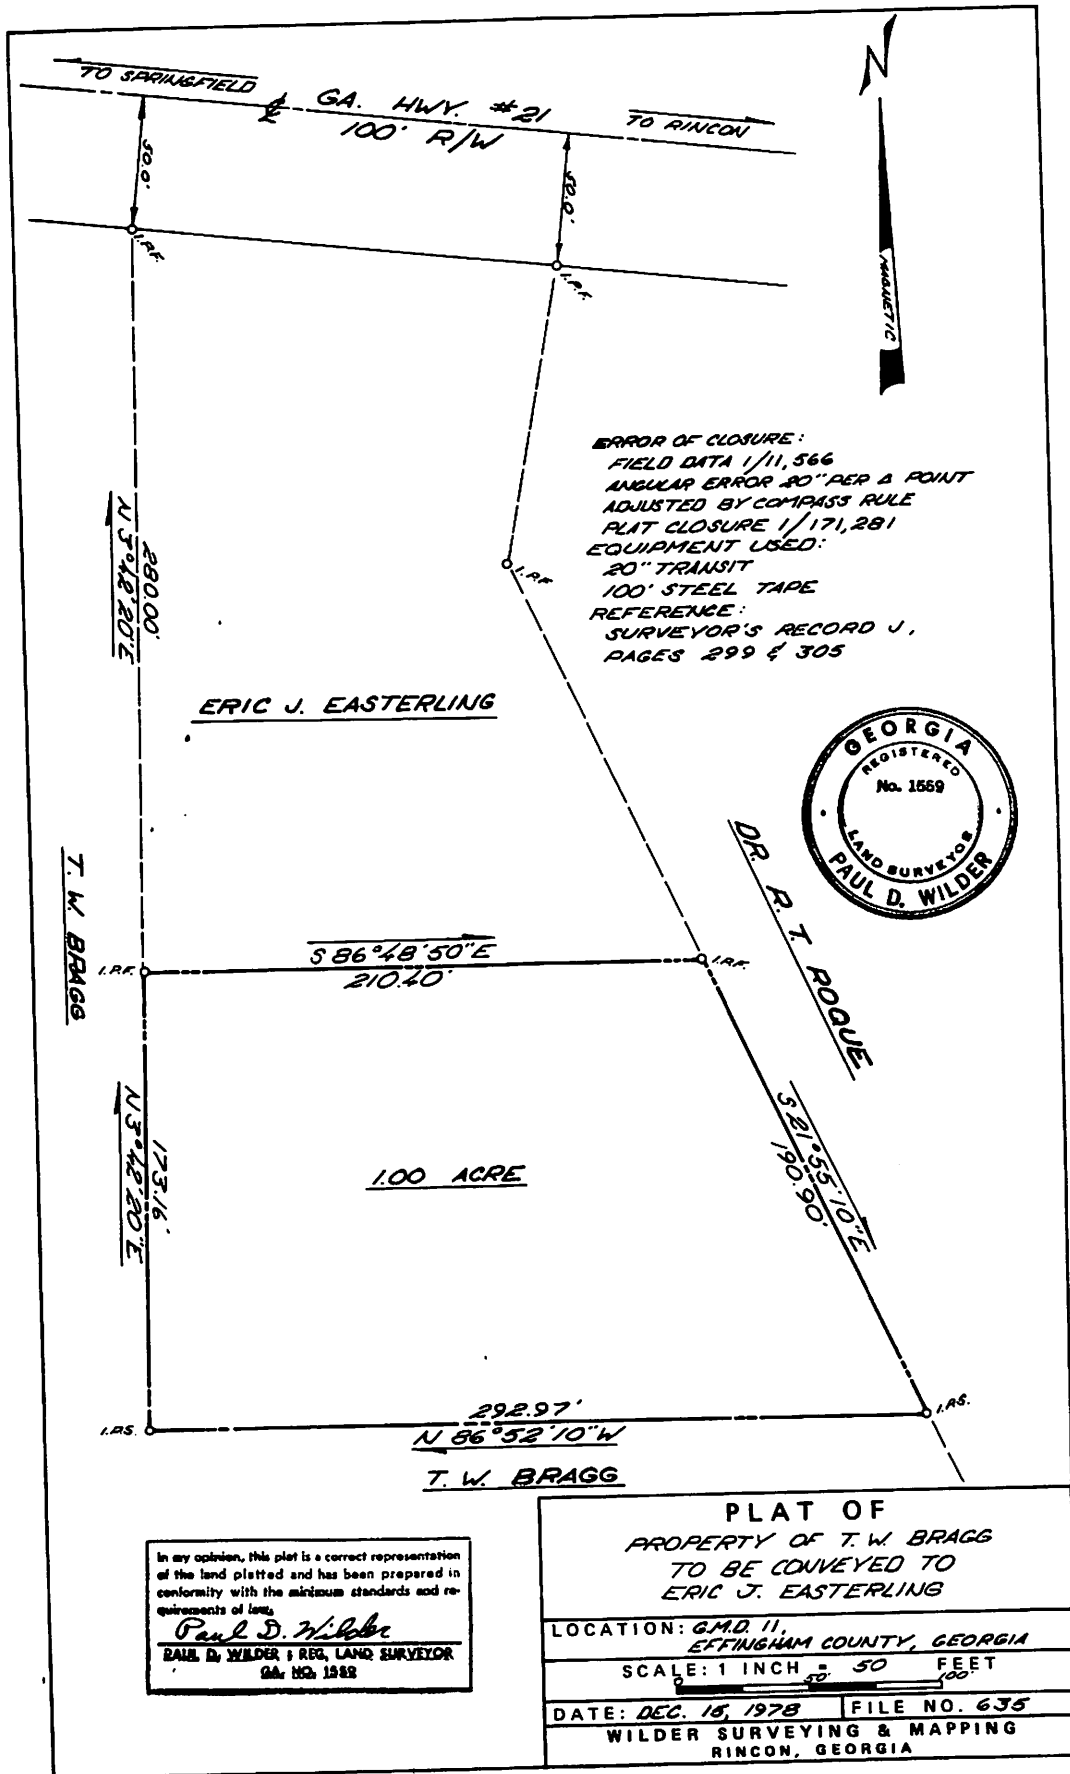 TO SPRINGFIELD
GA. HWY. #21
100' R/W
TO RINCON
N
MAGNETIC
50.0'
50.0'
I.P.F.
I.P.F.
ERROR OF CLOSURE:
FIELD DATA 1/11,566
ANGULAR ERROR 20" PER Δ POINT
ADJUSTED BY COMPASS RULE
PLAT CLOSURE 1/171,281
EQUIPMENT USED:
20" TRANSIT
100' STEEL TAPE
REFERENCE:
SURVEYOR'S RECORD J,
PAGES 299 & 305
I.P.F.
280.00'
N 3°42'20"E
ERIC J. EASTERLING
GEORGIA
REGISTERED
No. 1559
LAND SURVEYOR
PAUL D. WILDER
T. W. BRAGG
DR. R. T. ROQUE
I.P.F.
S 86°48'50"E
210.40'
I.P.F.
173.16'
N 3°42'20"E
1.00 ACRE
S 21°55'10"E
190.90'
I.P.S.
292.97'
N 86°52'10"W
I.P.S.
T. W. BRAGG
In my opinion, this plat is a correct representation
of the land platted and has been prepared in
conformity with the minimum standards and re-
quirements of law.
Paul D. Wilder
PAUL D. WILDER REG. LAND SURVEYOR
GA. NO. 1559
PLAT OF
PROPERTY OF T. W. BRAGG
TO BE CONVEYED TO
ERIC J. EASTERLING
LOCATION: G.M.D. 11,
EFFINGHAM COUNTY, GEORGIA
SCALE: 1 INCH = 50 FEET
0 50 100'
DATE: DEC. 15, 1978
FILE NO. 635
WILDER SURVEYING & MAPPING
RINCON, GEORGIA